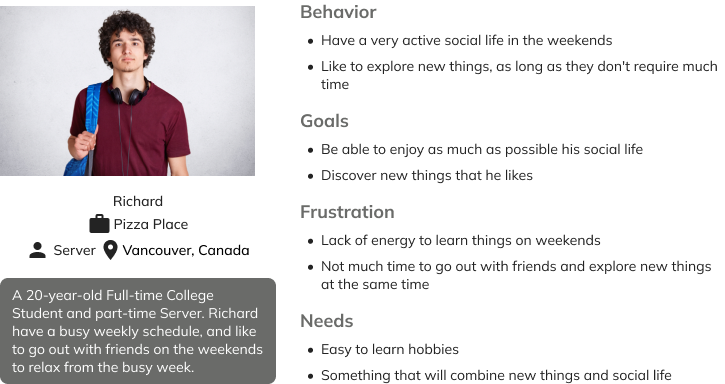 Richard
Pizza Place
Server Vancouver, Canada
A 20-year-old Full-time College
Student and part-time Server. Richard
have a busy weekly schedule, and like
to go out with friends on the weekends
to relax from the busy week.
Behavior
• Have a very active social life in the weekends
• Like to explore new things, as long as they don't require much
time
Goals
• Be able to enjoy as much as possible his social life
• Discover new things that he likes
Frustration
• Lack of energy to learn things on weekends
• Not much time to go out with friends and explore new things
at the same time
Needs
• Easy to learn hobbies
• Something that will combine new things and social life